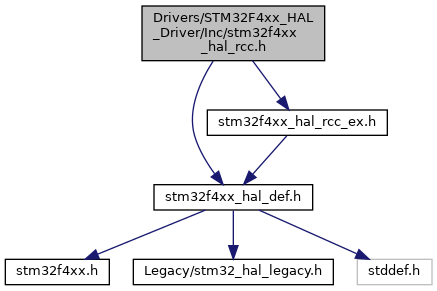 Drivers/STM32F4xx_HAL
_Driver/Inc/stm32f4xx
_hal_rcc.h
stm32f4xx_hal_rcc_ex.h
stm32f4xx_hal_def.h
stm32f4xx.h
Legacy/stm32_hal_legacy.h
stddef.h